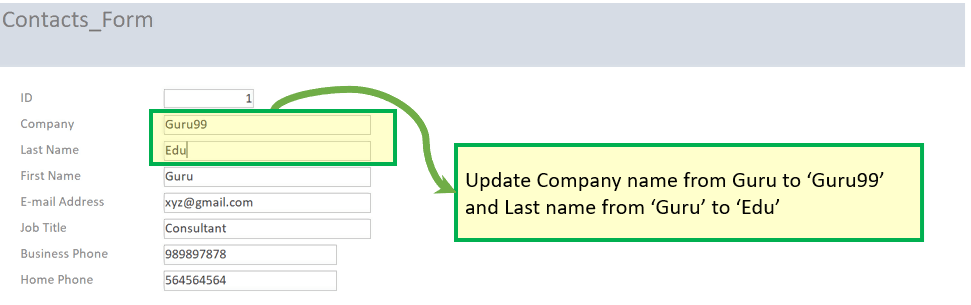 Contacts_Form
ID 1
Company Guru99
Last Name Edu
First Name Guru
E-mail Address xyz@gmail.com
Job Title Consultant
Business Phone 989897878
Home Phone 564564564
Update Company name from Guru to ‘Guru99’
and Last name from ‘Guru’ to ‘Edu’